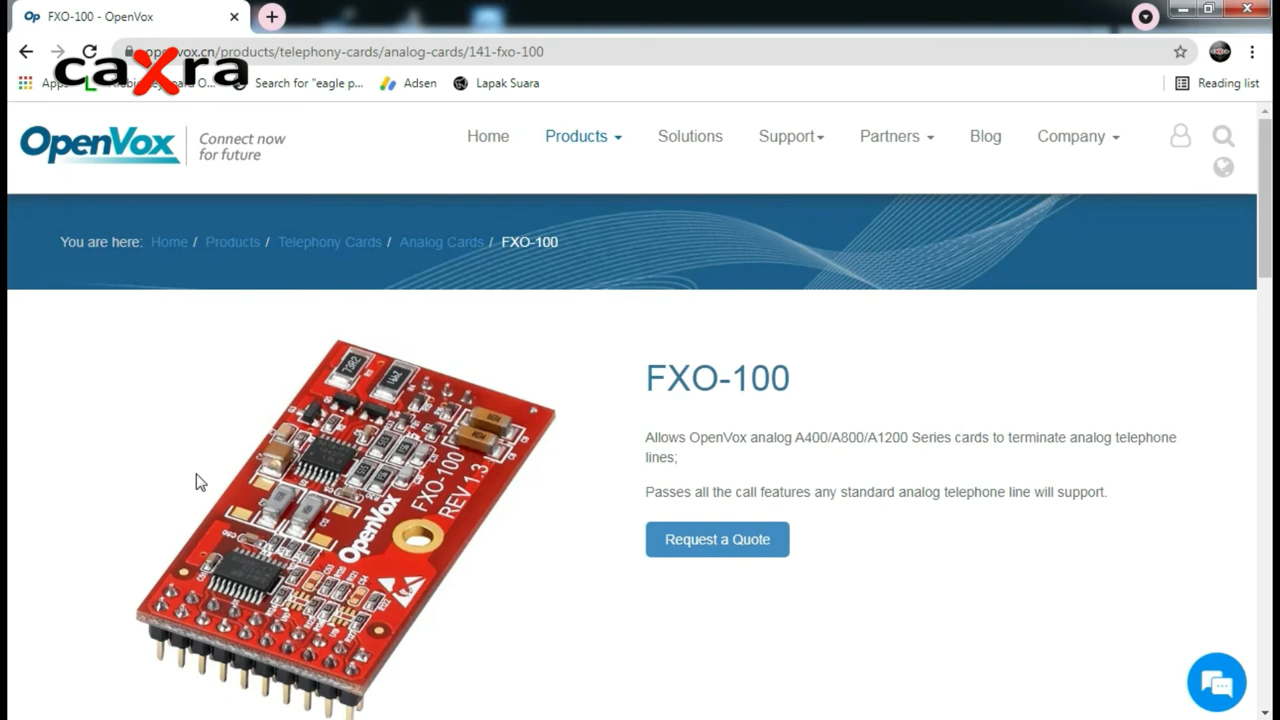 Op FXO-100 - OpenVox
openvox.cn/products/telephony-cards/analog-cards/141-fxo-100
caXra
Apps
Search for "eagle p...
Adsen
Lapak Suara
Reading list
OpenVox
Connect now
for future
Home Products Solutions Support Partners Blog Company
You are here: Home / Products / Telephony Cards / Analog Cards / FXO-100
FXO-100
Allows OpenVox analog A400/A800/A1200 Series cards to terminate analog telephone
lines;
Passes all the call features any standard analog telephone line will support.
Request a Quote
OpenVox
FXO-100
REV 1.3